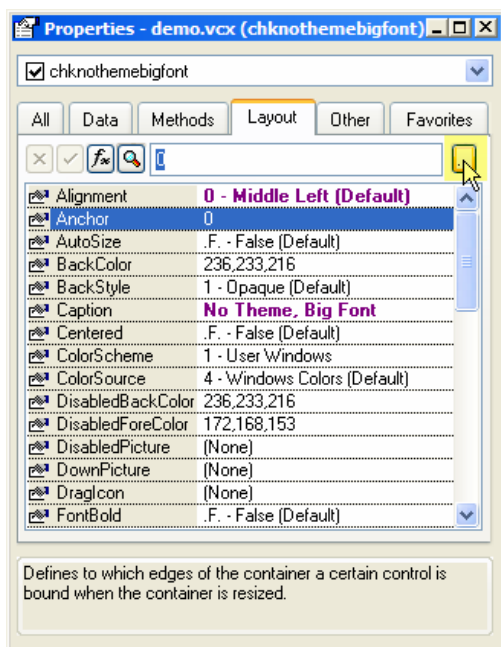 Properties - demo.vcx (chknothemebigfont)
chknothemebigfont
All Data Methods Layout Other Favorites
0
Alignment 0 - Middle Left (Default)
Anchor 0
AutoSize .F. - False (Default)
BackColor 236,233,216
BackStyle 1 - Opaque (Default)
Caption No Theme, Big Font
Centered .F. - False (Default)
ColorScheme 1 - User Windows
ColorSource 4 - Windows Colors (Default)
DisabledBackColor 236,233,216
DisabledForeColor 172,168,153
DisabledPicture (None)
DownPicture (None)
DragIcon (None)
FontBold .F. - False (Default)
Defines to which edges of the container a certain control is
bound when the container is resized.